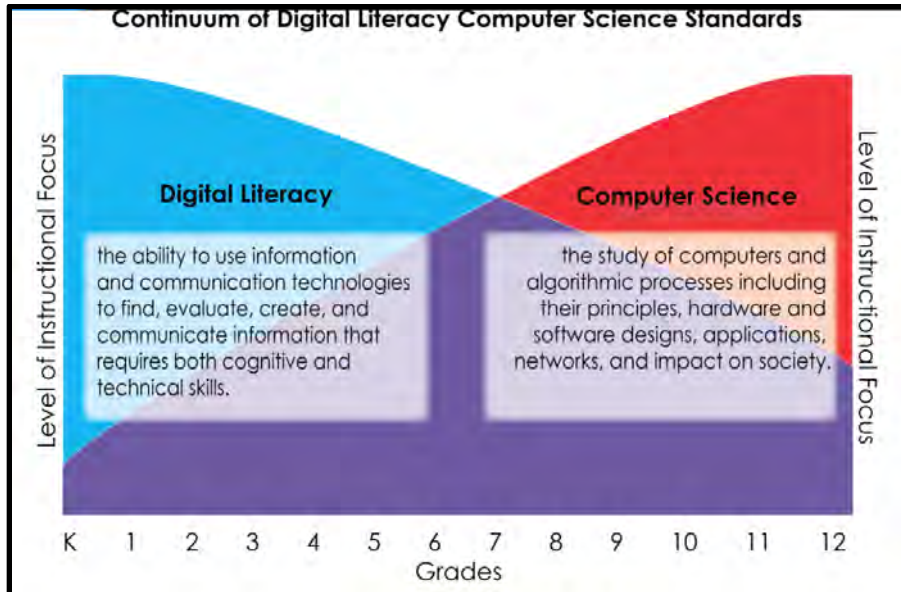 Continuum of Digital Literacy Computer Science Standards
Level of Instructional Focus
Digital Literacy
the ability to use information
and communication technologies
to find, evaluate, create, and
communicate information that
requires both cognitive and
technical skills.
Computer Science
the study of computers and
algorithmic processes including
their principles, hardware and
software designs, applications,
networks, and impact on society.
Level of Instructional Focus
K 1 2 3 4 5 6 7 8 9 10 11 12
Grades